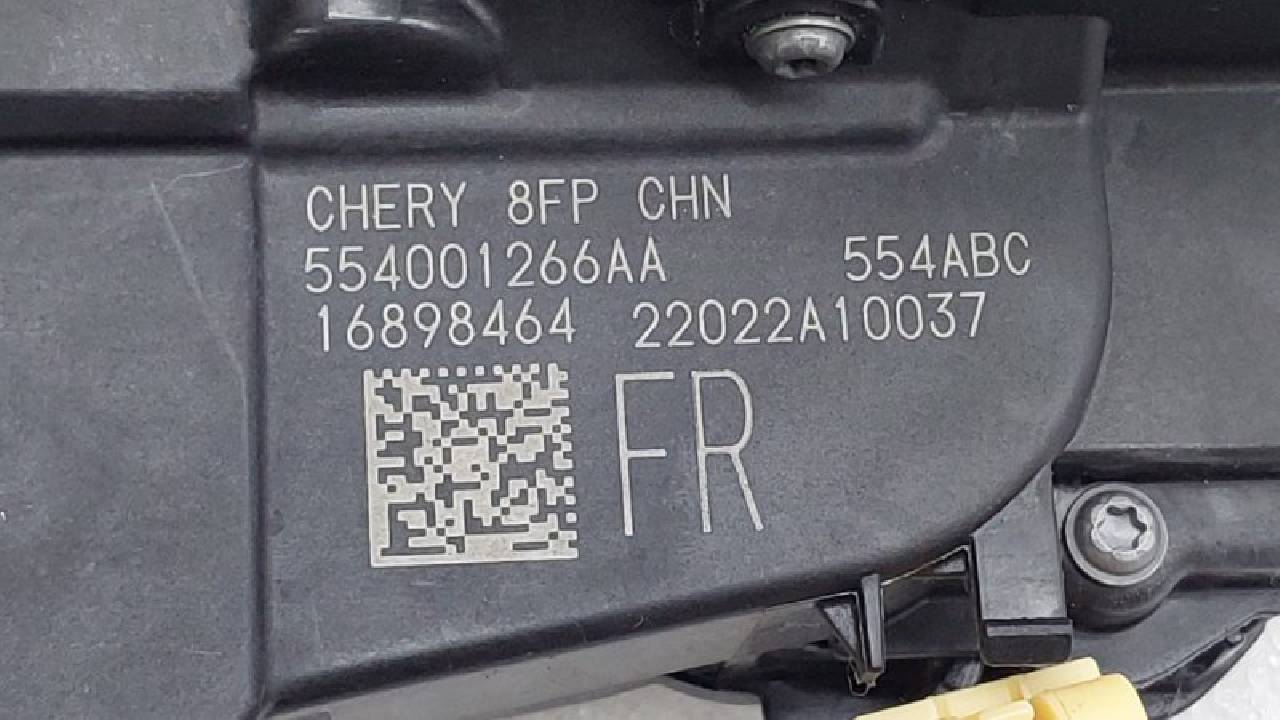 CHERY 8FP CHN
554001266AA 554ABC
16898464 22022A10037
FR